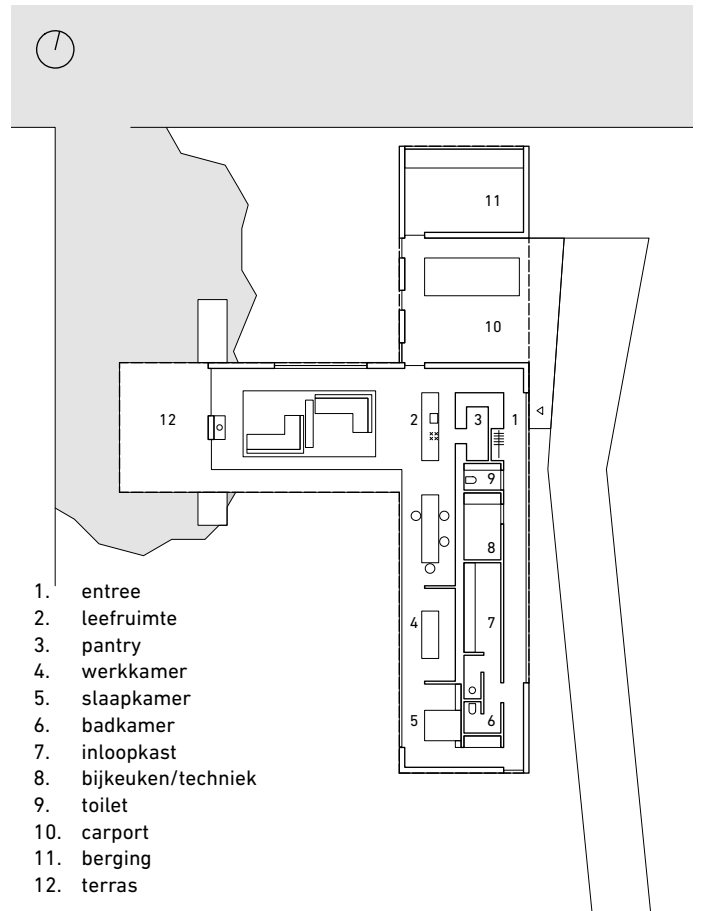 11
10
12
2
3
1
9
8
4
7
5
6
1. entree
2. leefruimte
3. pantry
4. werkkamer
5. slaapkamer
6. badkamer
7. inloopkast
8. bijkeuken/techniek
9. toilet
10. carport
11. berging
12. terras